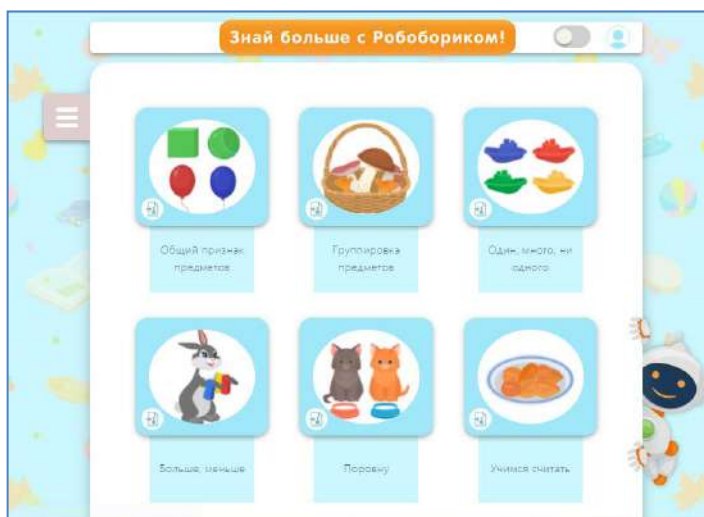 Знай больше с Робобориком!
Общий признак
предметов
Группировка
предметов
Один, много, ни
одного
Больше, меньше
Поровну
Учимся считать